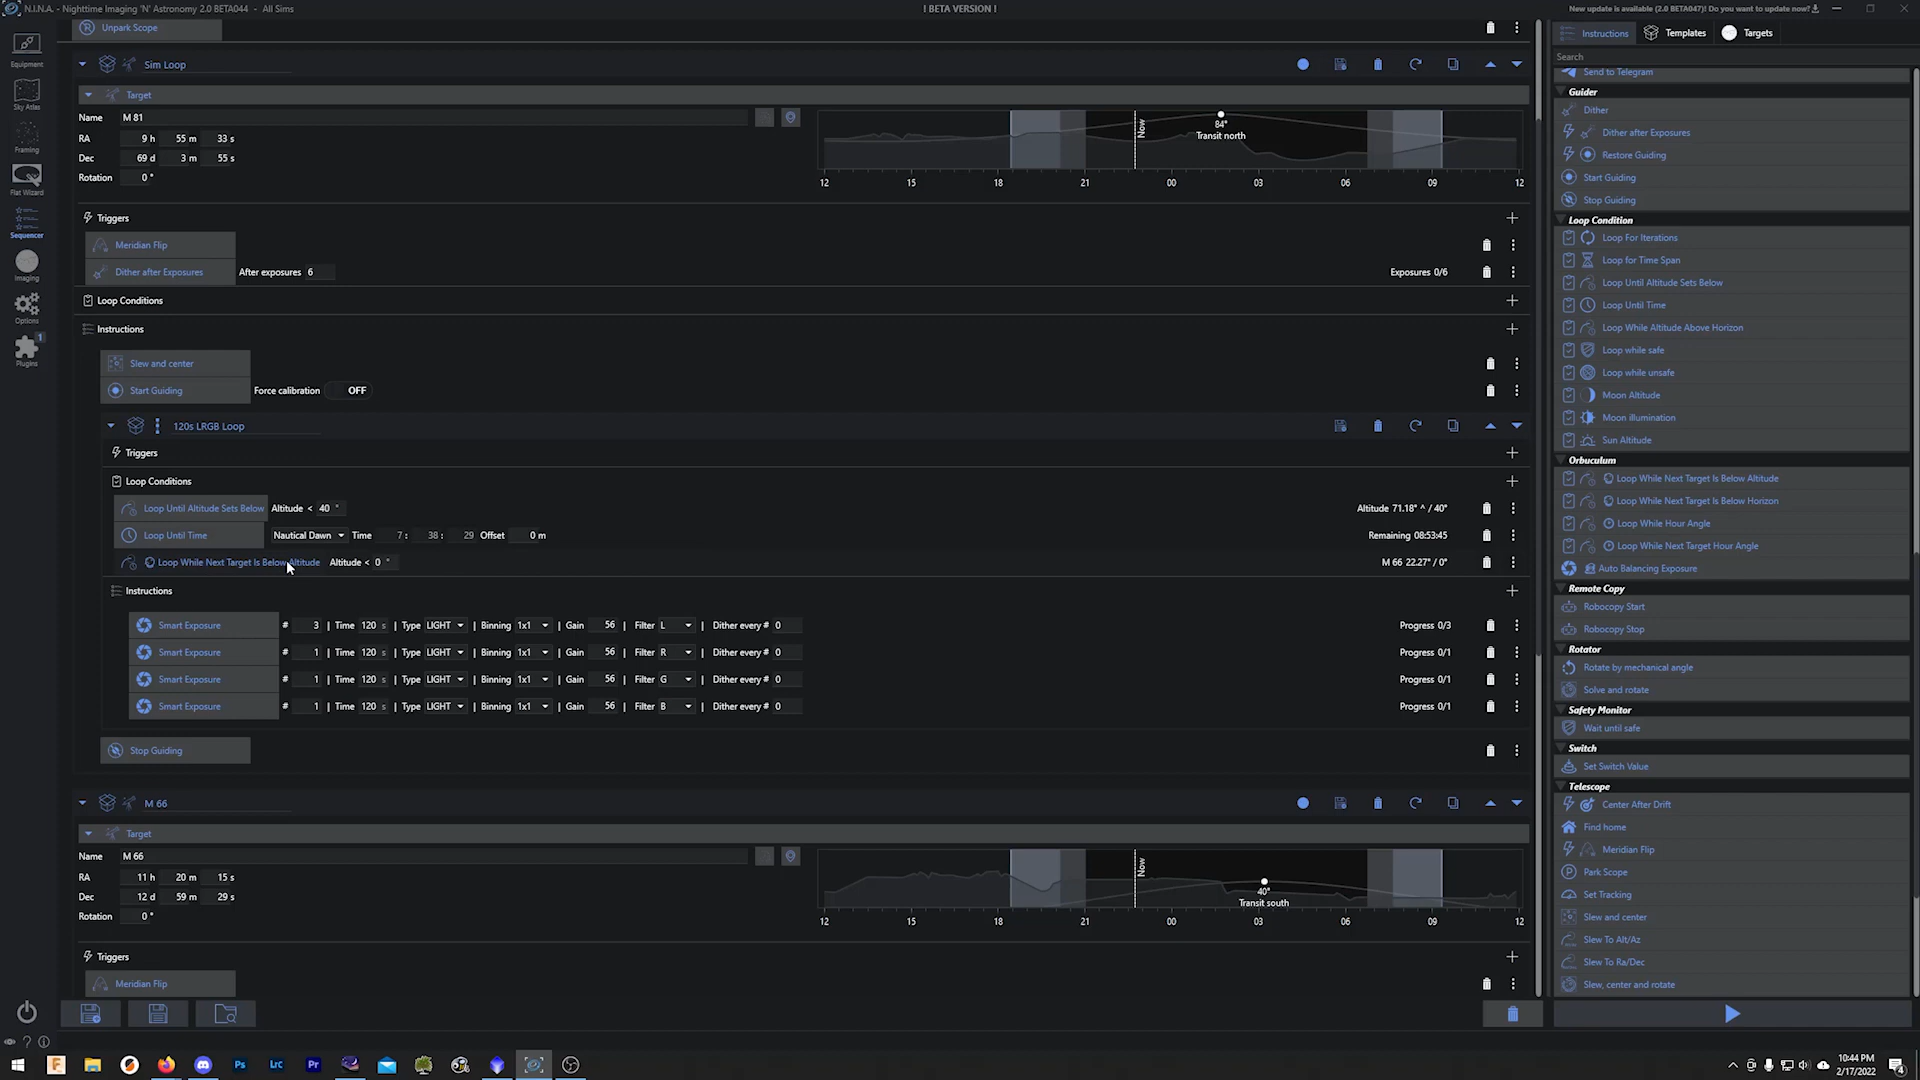 N.I.N.A. - Nighttime Imaging 'N' Astronomy 2.0 BETA044 - All Sims
! BETA VERSION !
New update is available (2.0 BETA047)! Do you want to update now?
Equipment
Sky Atlas
Framing
Flat Wizard
Sequencer
Imaging
Options
1
Plugins
Unpark Scope
Sim Loop
Target
Name M 81
RA 9 h 55 m 33 s
Dec 69 d 3 m 55 s
Rotation 0 °
Now
84°
Transit north
12 15 18 21 00 03 06 09 12
Triggers
Meridian Flip
Dither after Exposures After exposures 6 Exposures 0/6
Loop Conditions
Instructions
Slew and center
Start Guiding Force calibration OFF
120s LRGB Loop
Triggers
Loop Conditions
Loop Until Altitude Sets Below Altitude < 40 ° Altitude 71.18° ^ / 40°
Loop Until Time Nautical Dawn Time 7 : 38 : 29 Offset 0 m Remaining 08:53:45
Loop While Next Target Is Below Altitude Altitude < 0 ° M 66 22.27° / 0°
Instructions
Smart Exposure # 3 | Time 120 s | Type LIGHT | Binning 1x1 | Gain 56 | Filter L | Dither every # 0 Progress 0/3
Smart Exposure # 1 | Time 120 s | Type LIGHT | Binning 1x1 | Gain 56 | Filter R | Dither every # 0 Progress 0/1
Smart Exposure # 1 | Time 120 s | Type LIGHT | Binning 1x1 | Gain 56 | Filter G | Dither every # 0 Progress 0/1
Smart Exposure # 1 | Time 120 s | Type LIGHT | Binning 1x1 | Gain 56 | Filter B | Dither every # 0 Progress 0/1
Stop Guiding
M 66
Target
Name M 66
RA 11 h 20 m 15 s
Dec 12 d 59 m 29 s
Rotation 0 °
Now
40°
Transit south
12 15 18 21 00 03 06 09 12
Triggers
Meridian Flip
Instructions Templates Targets
Search
Send to Telegram
Guider
Dither
Dither after Exposures
Restore Guiding
Start Guiding
Stop Guiding
Loop Condition
Loop For Iterations
Loop for Time Span
Loop Until Altitude Sets Below
Loop Until Time
Loop While Altitude Above Horizon
Loop while safe
Loop while unsafe
Moon Altitude
Moon illumination
Sun Altitude
Orbuculum
Loop While Next Target Is Below Altitude
Loop While Next Target Is Below Horizon
Loop While Hour Angle
Loop While Next Target Hour Angle
Auto Balancing Exposure
Remote Copy
Robocopy Start
Robocopy Stop
Rotator
Rotate by mechanical angle
Solve and rotate
Safety Monitor
Wait until safe
Switch
Set Switch Value
Telescope
Center After Drift
Find home
Meridian Flip
Park Scope
Set Tracking
Slew and center
Slew To Alt/Az
Slew To Ra/Dec
Slew, center and rotate
Ps Lrc Pr
10:44 PM
2/17/2022
4